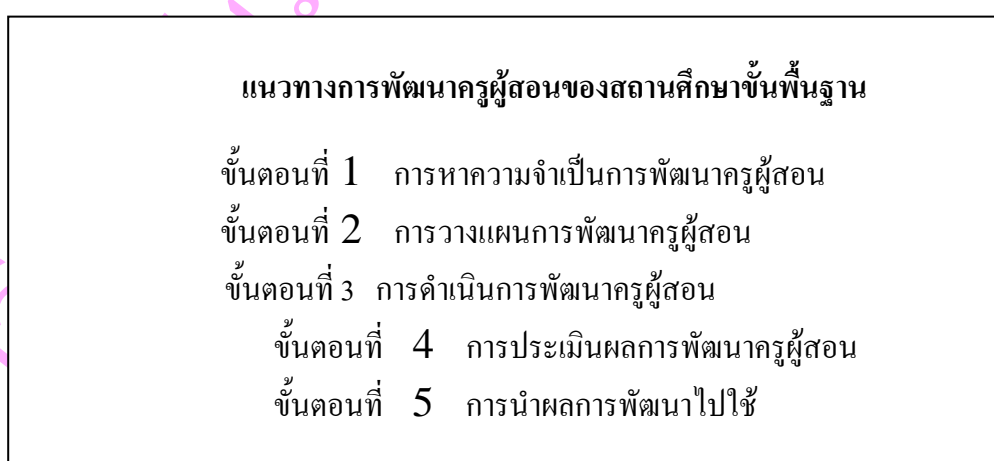 แนวทางการพัฒนาครูผู้สอนของสถานศึกษาขั้นพื้นฐาน
ขั้นตอนที่ 1 การหาความจำเป็นการพัฒนาครูผู้สอน
ขั้นตอนที่ 2 การวางแผนการพัฒนาครูผู้สอน
ขั้นตอนที่ 3 การดำเนินการพัฒนาครูผู้สอน
ขั้นตอนที่ 4 การประเมินผลการพัฒนาครูผู้สอน
ขั้นตอนที่ 5 การนำผลการพัฒนาไปใช้